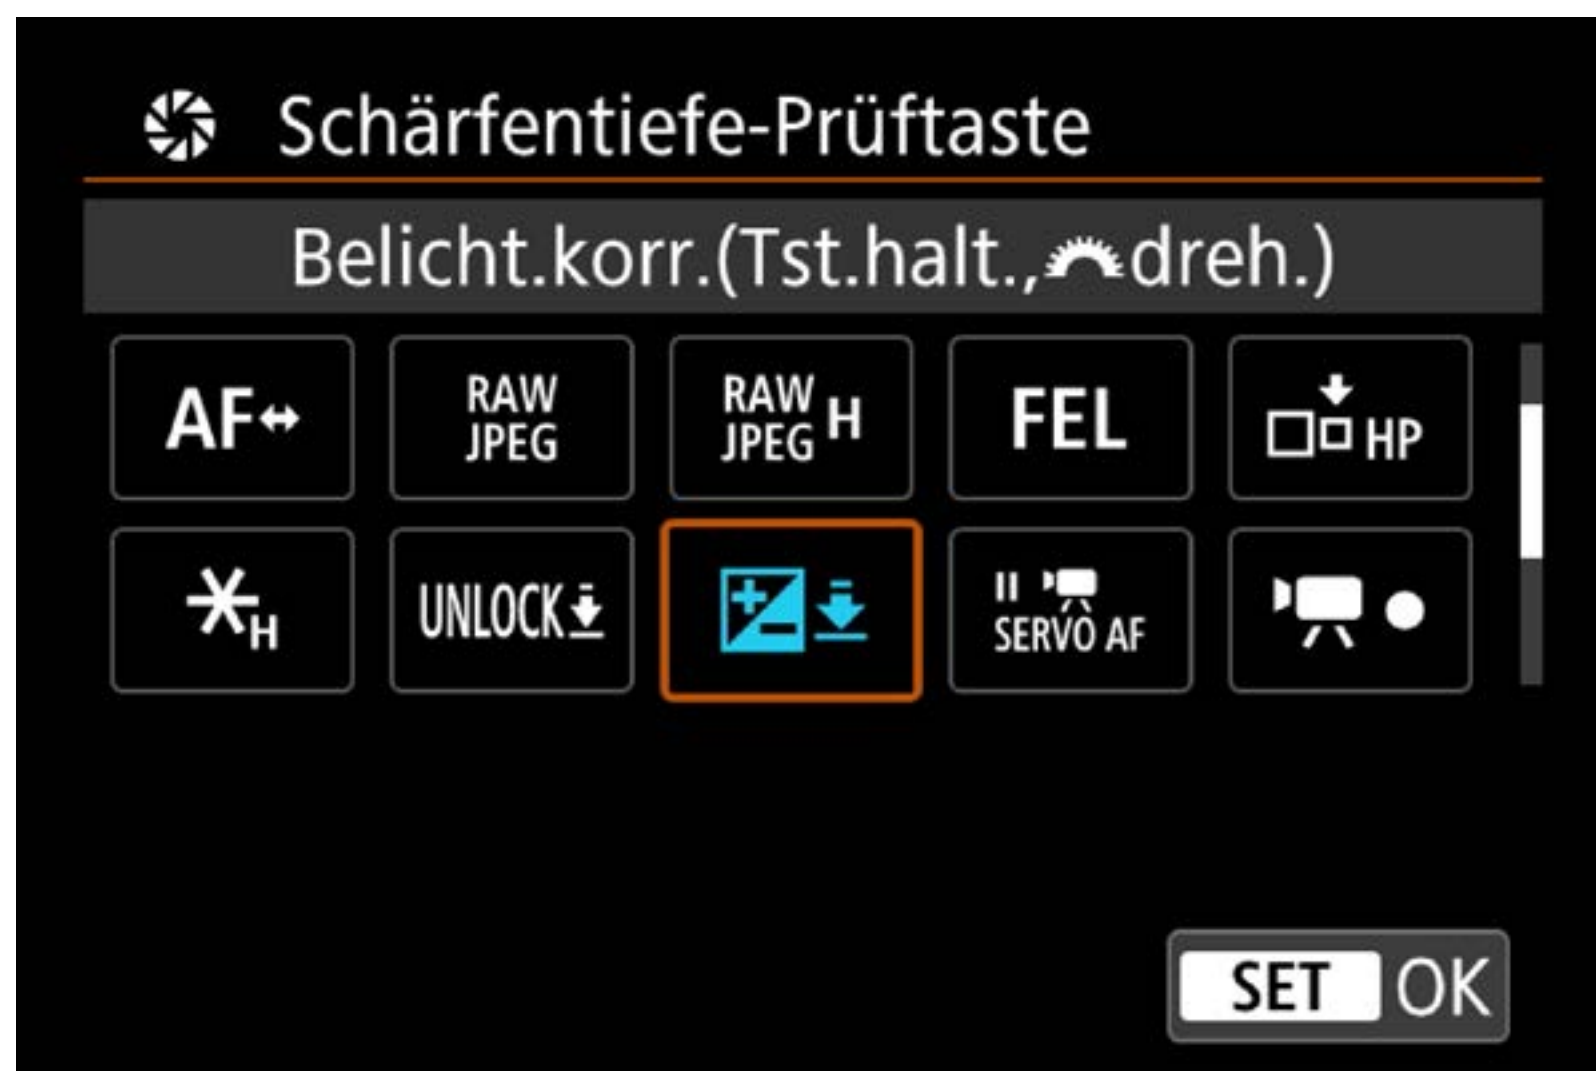 Schärfentiefe-Prüftaste
Belicht.korr.(Tst.halt., dreh.)
AF
RAW
JPEG
RAW
JPEG H
FEL
HP
H
UNLOCK
SERVO AF
SET OK